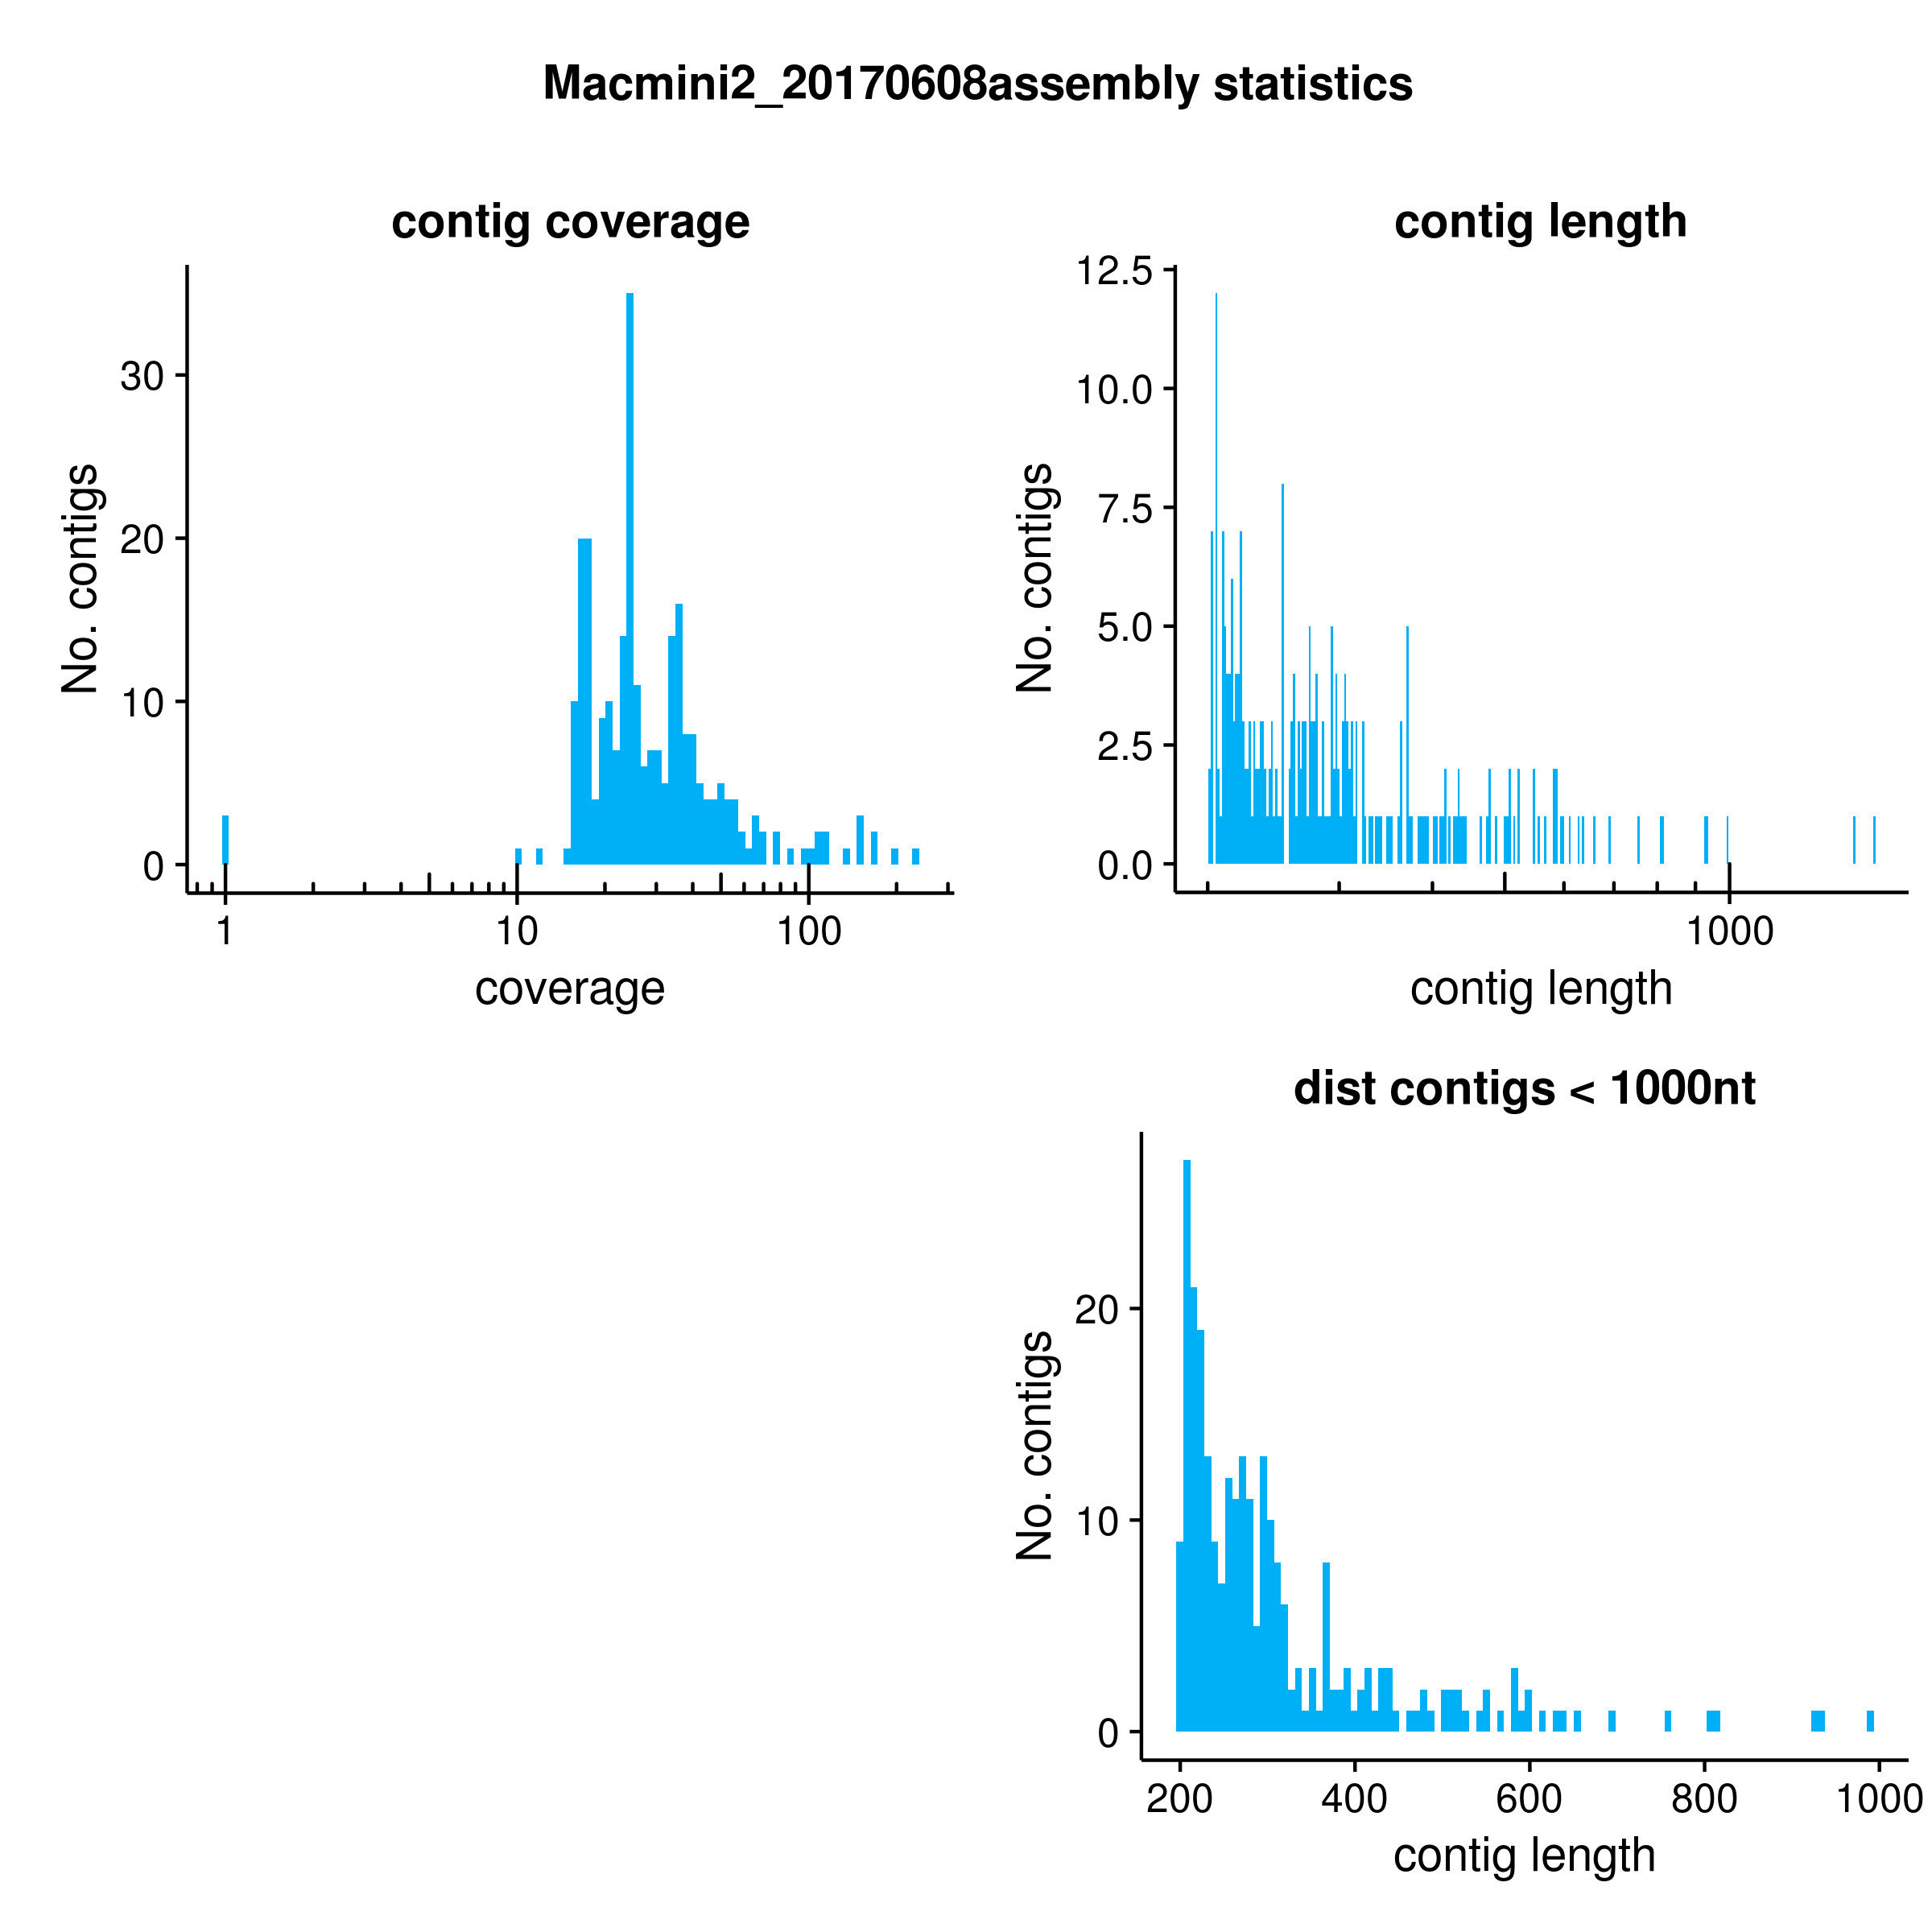 Macmini2_20170608assembly statistics
contig coverage
No. contigs
30
20
10
0
1 10 100
coverage
contig length
No. contigs
12.5
10.0
7.5
5.0
2.5
0.0
1000
contig length
dist contigs < 1000nt
No. contigs
20
10
0
200 400 600 800 1000
contig length